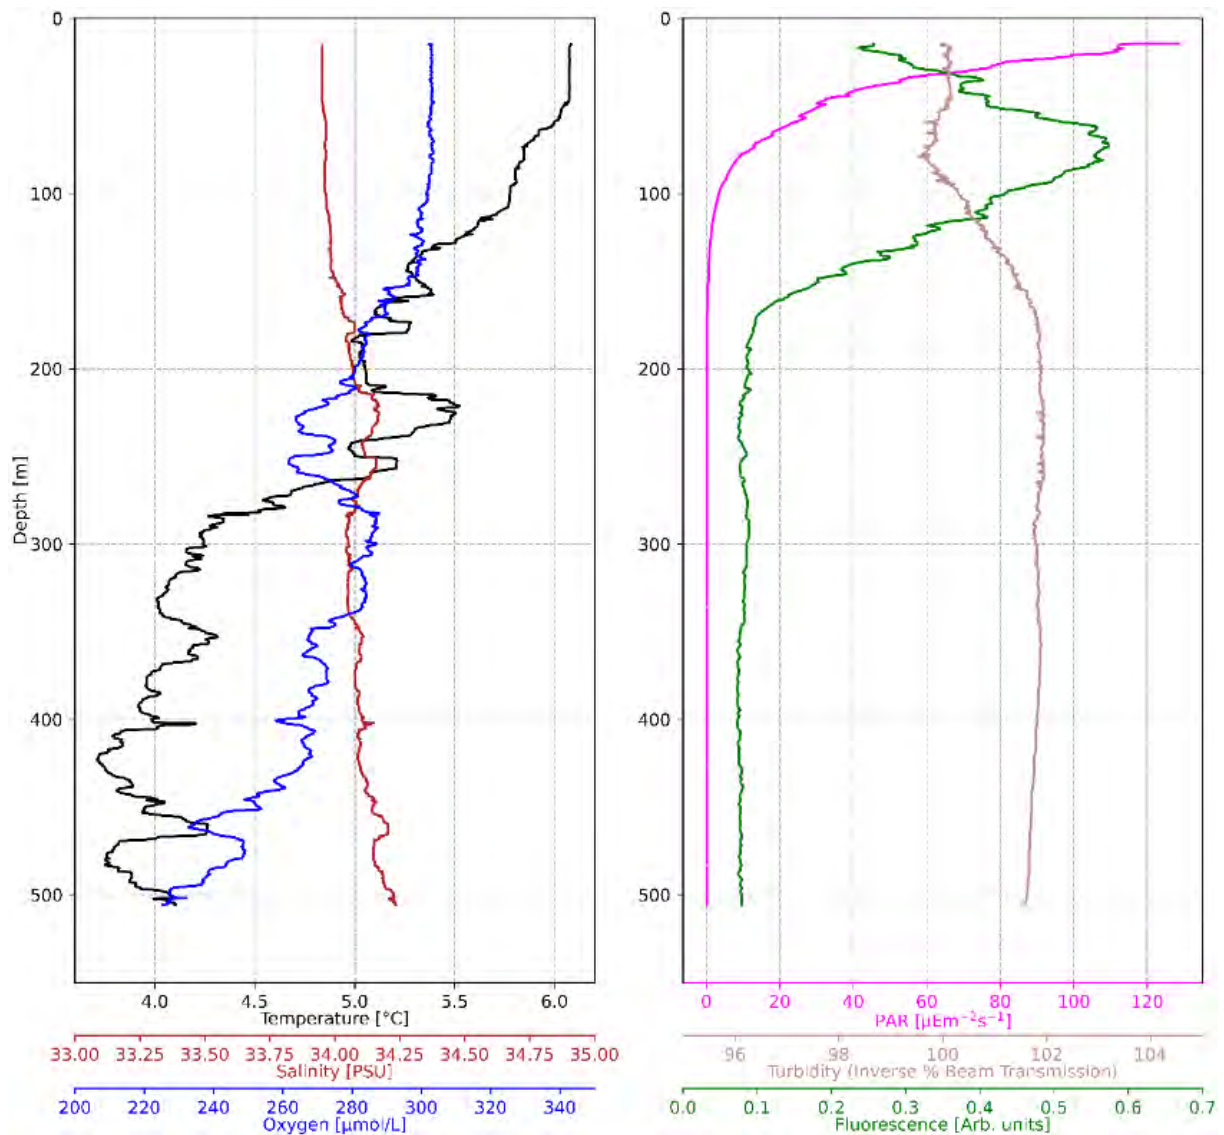 0
100
200
300
400
500
Depth [m]
4.0 4.5 5.0 5.5 6.0
Temperature [°C]
33.00 33.25 33.50 33.75 34.00 34.25 34.50 34.75 35.00
Salinity [PSU]
200 220 240 260 280 300 320 340
Oxygen [μmol/L]
0
100
200
300
400
500
0 20 40 60 80 100 120
PAR [μEm⁻²s⁻¹]
96 98 100 102 104
Turbidity (Inverse % Beam Transmission)
0.0 0.1 0.2 0.3 0.4 0.5 0.6 0.7
Fluorescence [Arb. units]